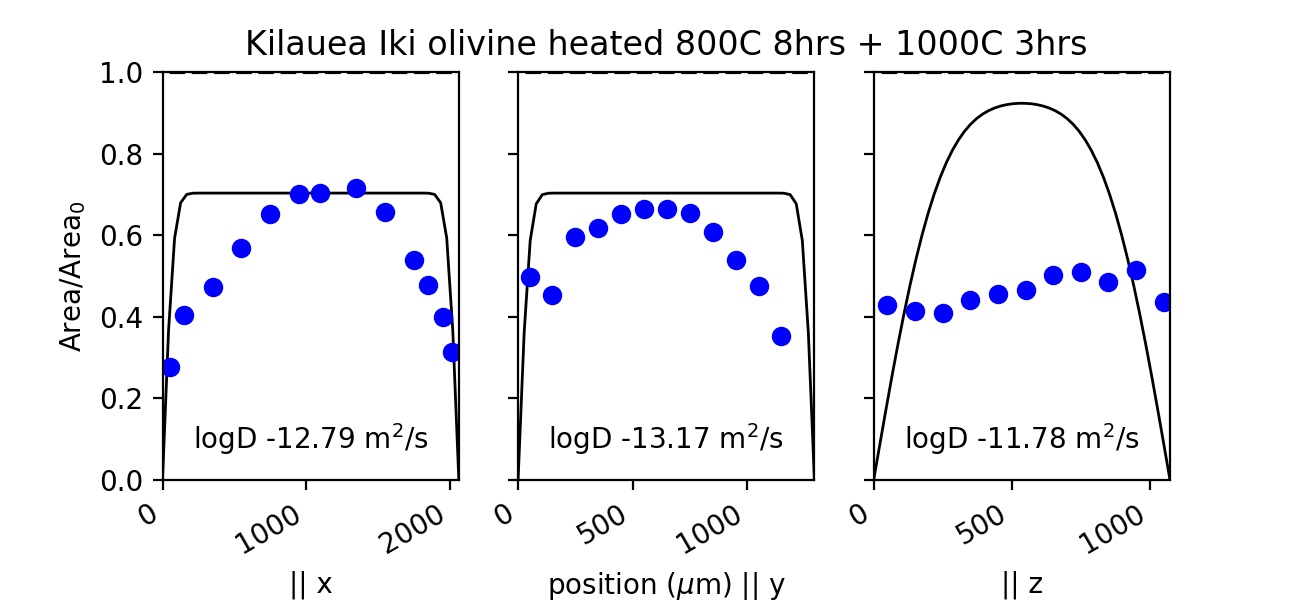 Kilauea Iki olivine heated 800C 8hrs + 1000C 3hrs
Area/Area₀
1.0
0.8
0.6
0.4
0.2
0.0
logD -12.79 m²/s
logD -13.17 m²/s
logD -11.78 m²/s
0 1000 2000
0 500 1000
0 500 1000
|| x
position (μm) || y
|| z